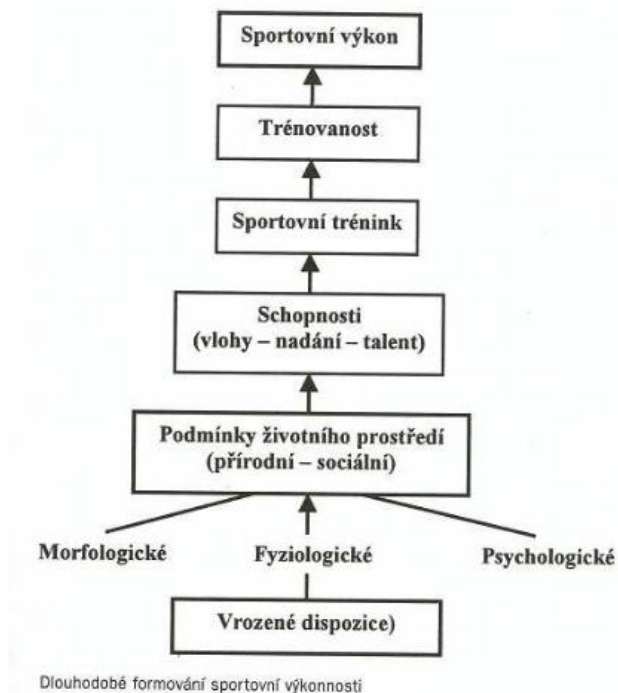 Sportovní výkon
Trénovanost
Sportovní trénink
Schopnosti
(vlohy – nadání – talent)
Podmínky životního prostředí
(přírodní – sociální)
Morfologické
Fyziologické
Psychologické
Vrozené dispozice)
Dlouhodobé formování sportovní výkonnosti